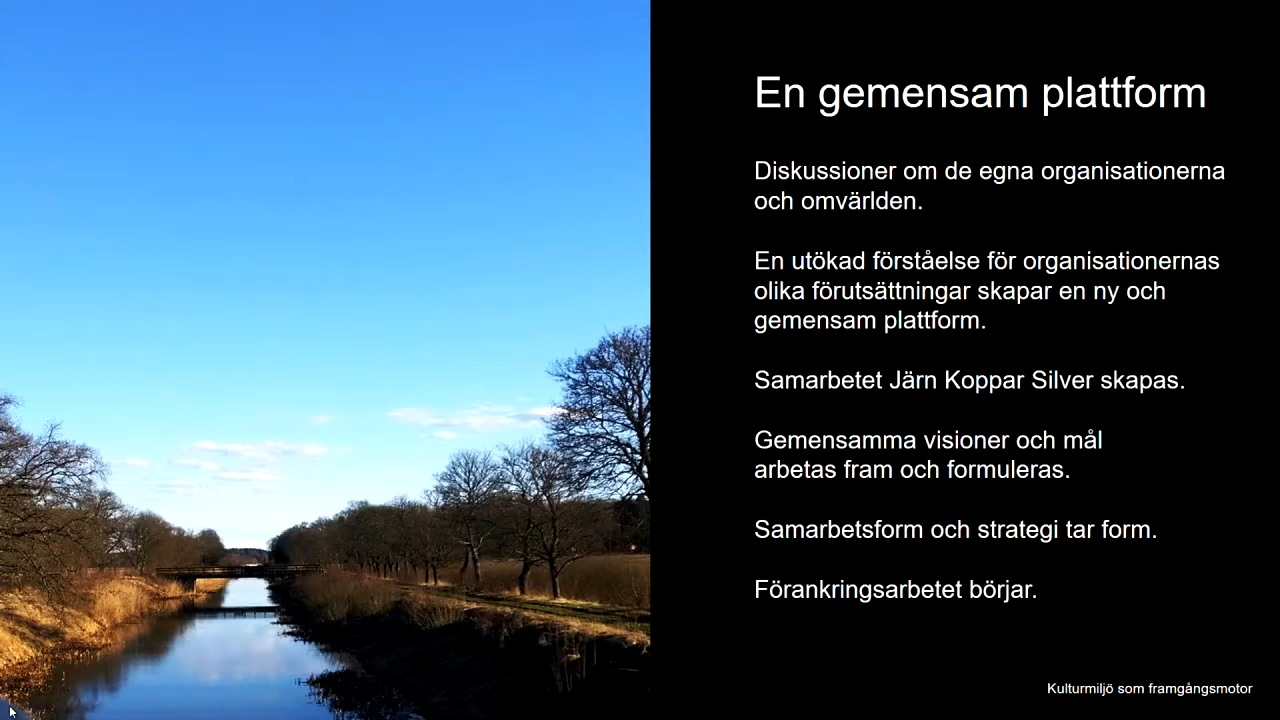 En gemensam plattform
Diskussioner om de egna organisationerna
och omvärlden.
En utökad förståelse för organisationernas
olika förutsättningar skapar en ny och
gemensam plattform.
Samarbetet Järn Koppar Silver skapas.
Gemensamma visioner och mål
arbetas fram och formuleras.
Samarbetsform och strategi tar form.
Förankringsarbetet börjar.
Kulturmiljö som framgångsmotor